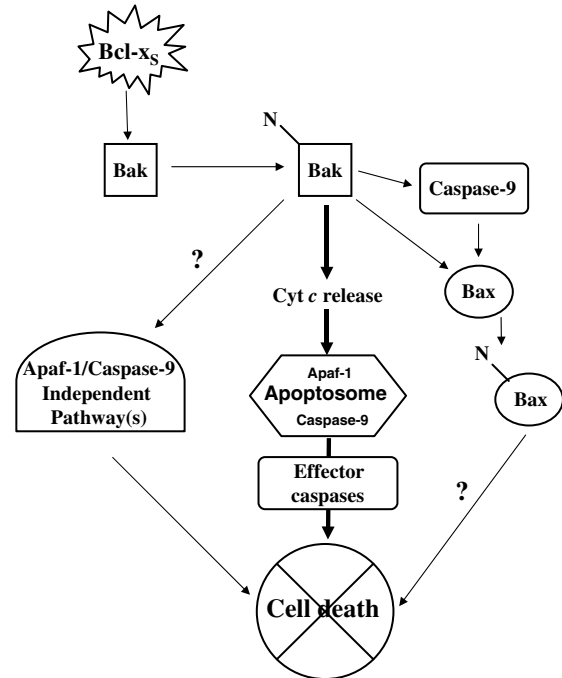 Bcl-xS
N
Bak
Bak
Caspase-9
?
Cyt c release
Bax
Apaf-1/Caspase-9
Independent
Pathway(s)
Apaf-1
Apoptosome
Caspase-9
N
Bax
Effector
caspases
?
Cell death